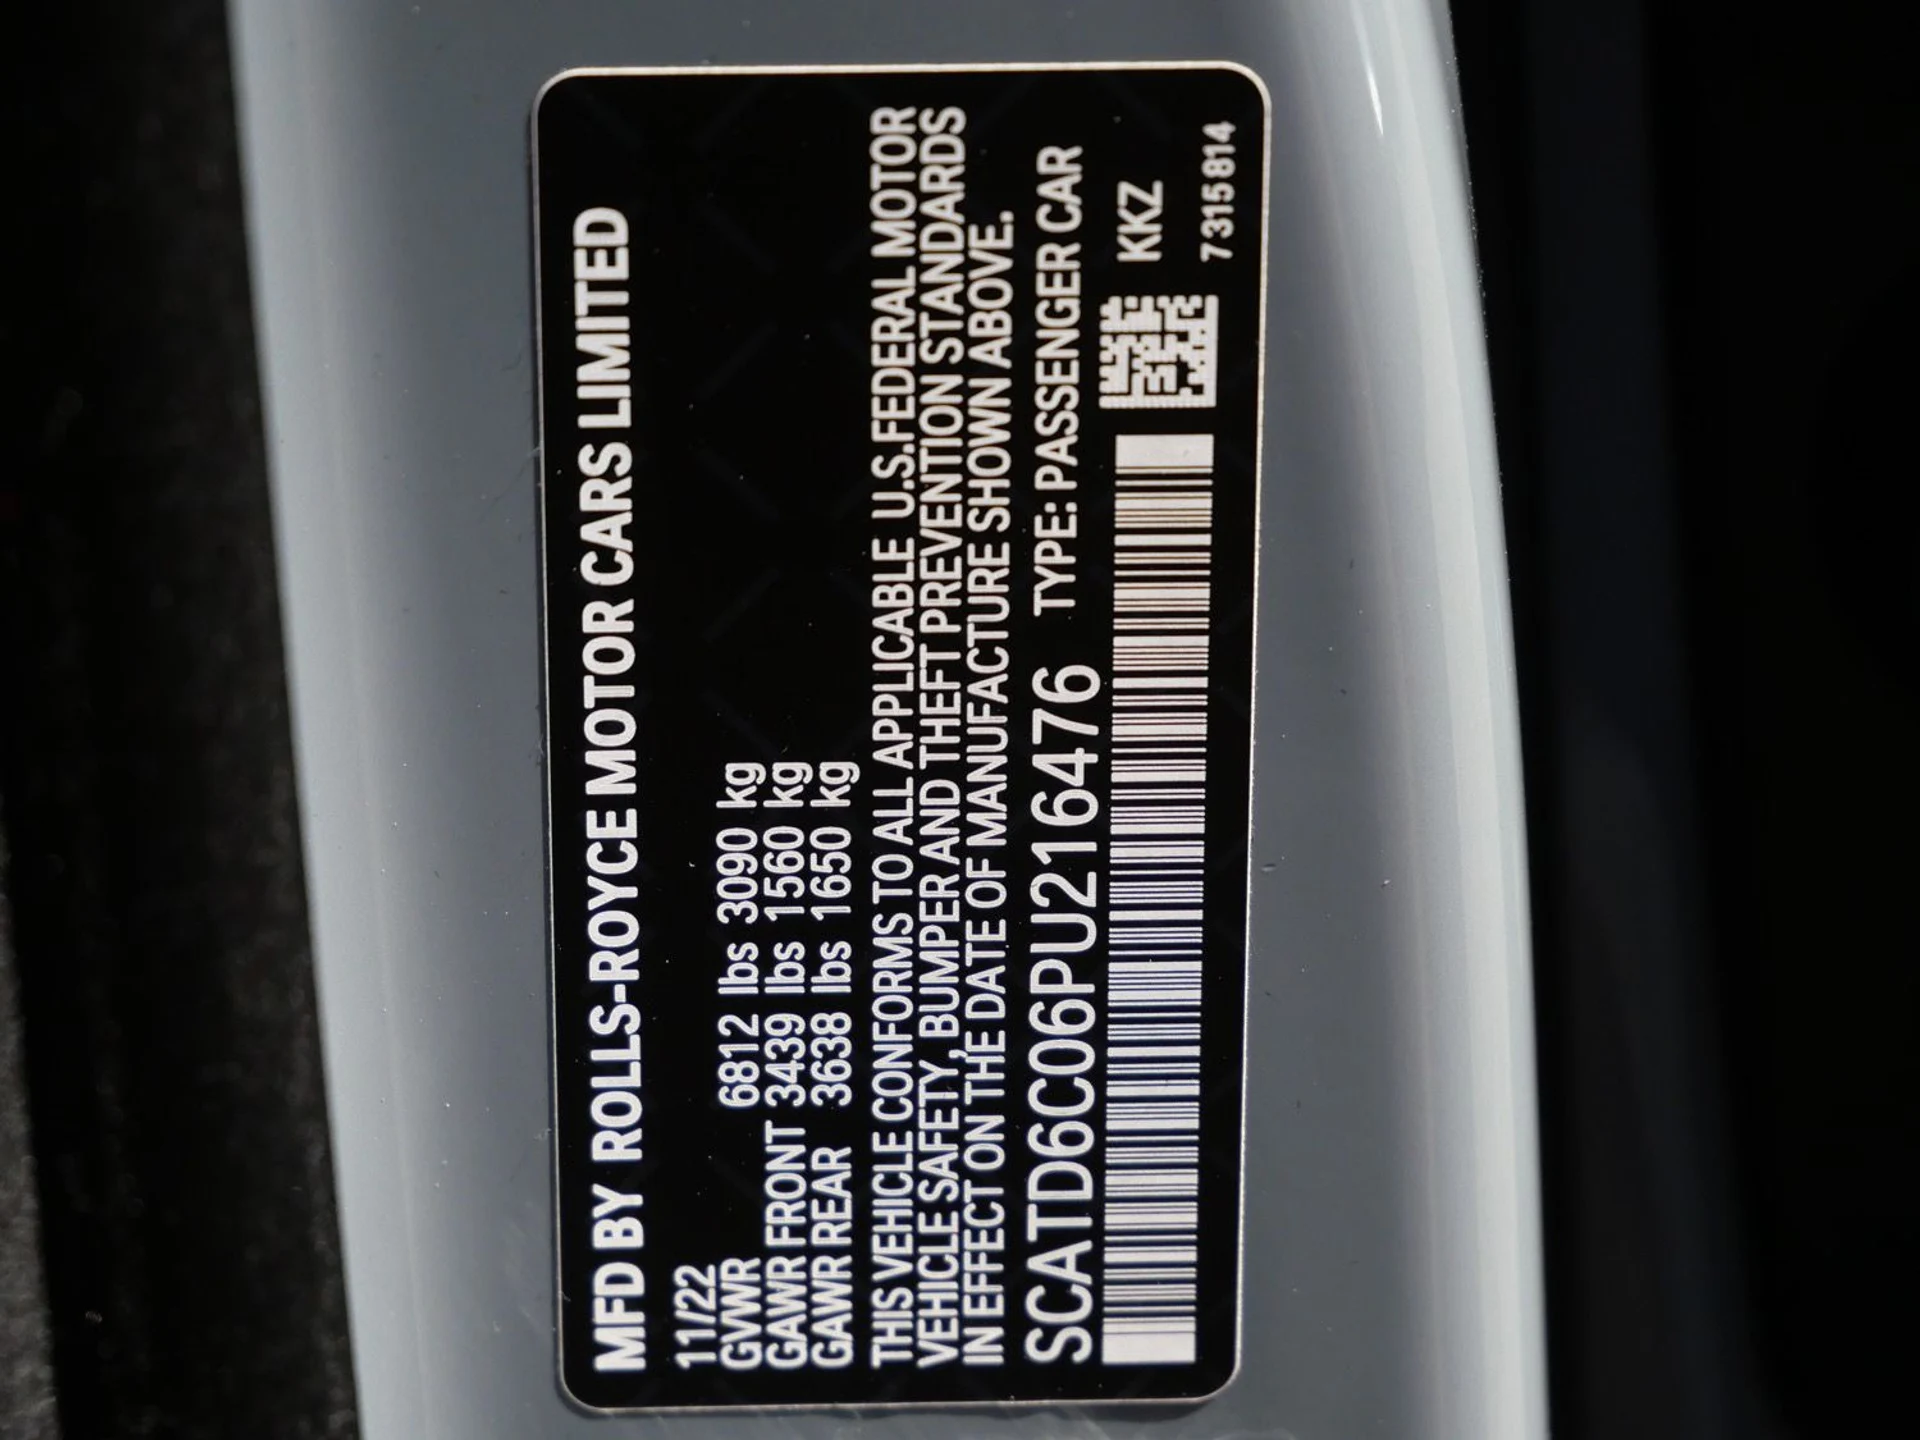 MFD BY ROLLS-ROYCE MOTOR CARS LIMITED
11/22
GVWR 6812 lbs 3090 kg
GAWR FRONT 3439 lbs 1560 kg
GAWR REAR 3638 lbs 1650 kg
THIS VEHICLE CONFORMS TO ALL APPLICABLE U.S.FEDERAL MOTOR
VEHICLE SAFETY, BUMPER AND THEFT PREVENTION STANDARDS
IN EFFECT ON THE DATE OF MANUFACTURE SHOWN ABOVE.
SCATD6C06PU216476 TYPE: PASSENGER CAR
KKZ
7315814